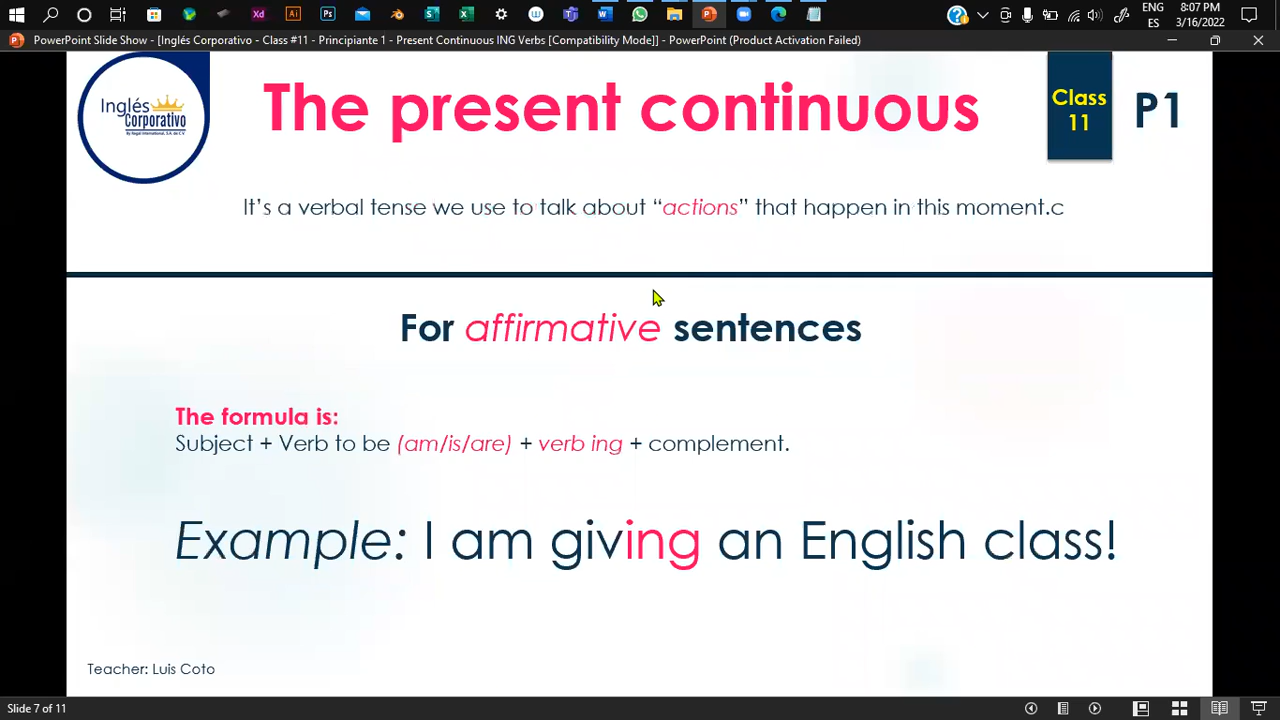 8:07 PM
ENG
ES
3/16/2022
PowerPoint Slide Show - [Inglés Corporativo - Class #11 - Principiante 1 - Present Continuous ING Verbs [Compatibility Mode]] - PowerPoint (Product Activation Failed)
Inglés
Corporativo
The present continuous
Class
11
P1
It's a verbal tense we use to talk about “actions” that happen in this moment.c
For affirmative sentences
The formula is:
Subject + Verb to be (am/is/are) + verb ing + complement.
Example: I am giving an English class!
Teacher: Luis Coto
Slide 7 of 11